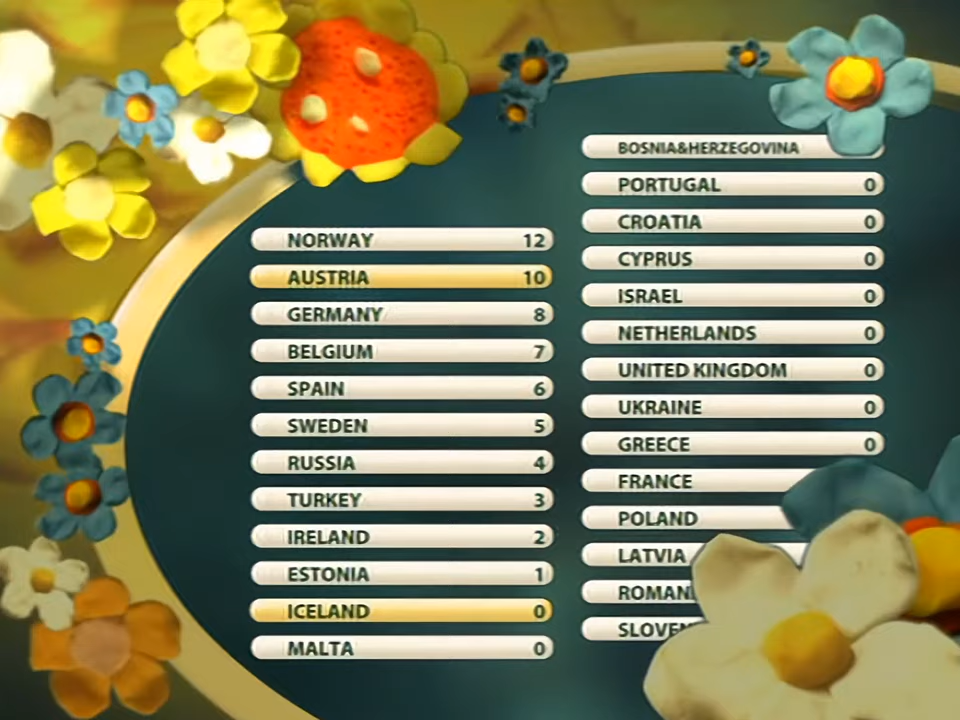 NORWAY 12
AUSTRIA 10
GERMANY 8
BELGIUM 7
SPAIN 6
SWEDEN 5
RUSSIA 4
TURKEY 3
IRELAND 2
ESTONIA 1
ICELAND 0
MALTA 0
BOSNIA&HERZEGOVINA
PORTUGAL 0
CROATIA 0
CYPRUS 0
ISRAEL 0
NETHERLANDS 0
UNITED KINGDOM 0
UKRAINE 0
GREECE 0
FRANCE
POLAND
LATVIA
ROMAN
SLOVEN